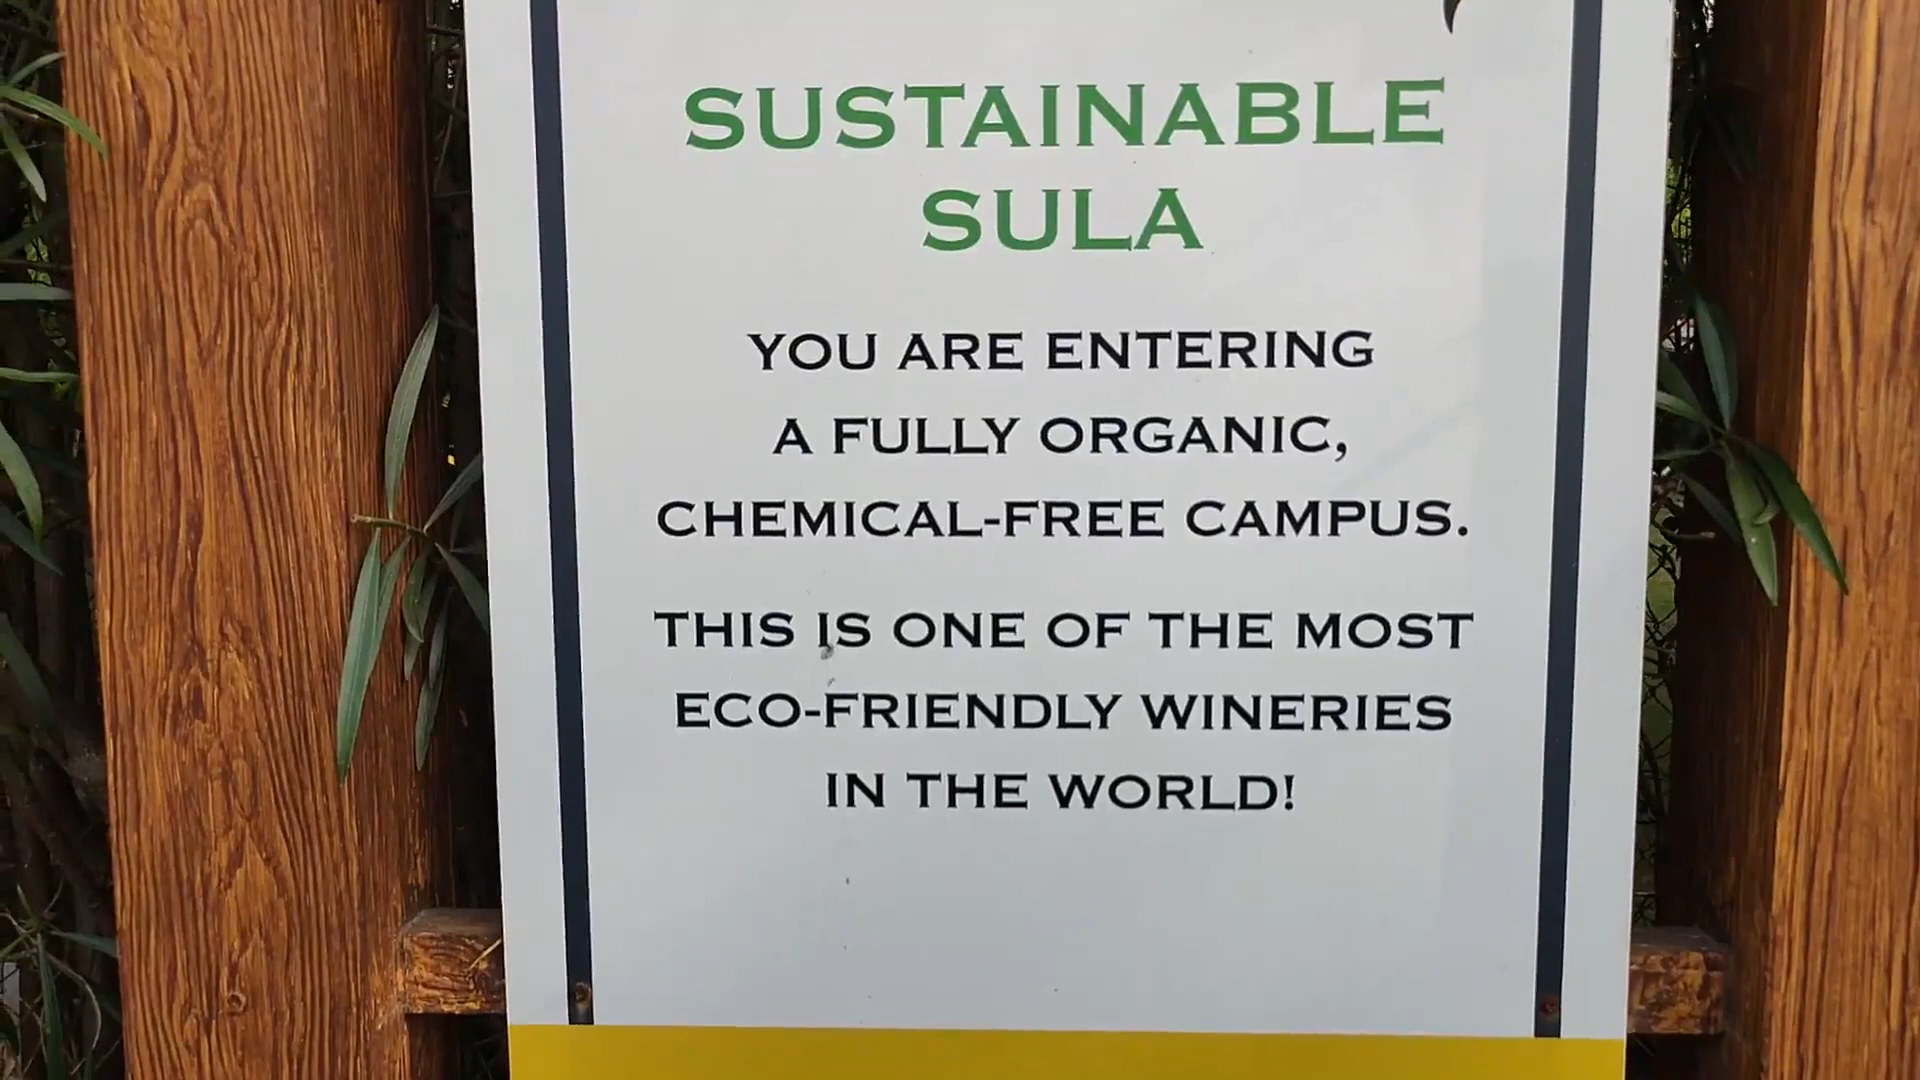 SUSTAINABLE
SULA
YOU ARE ENTERING
A FULLY ORGANIC,
CHEMICAL-FREE CAMPUS.
THIS IS ONE OF THE MOST
ECO-FRIENDLY WINERIES
IN THE WORLD!